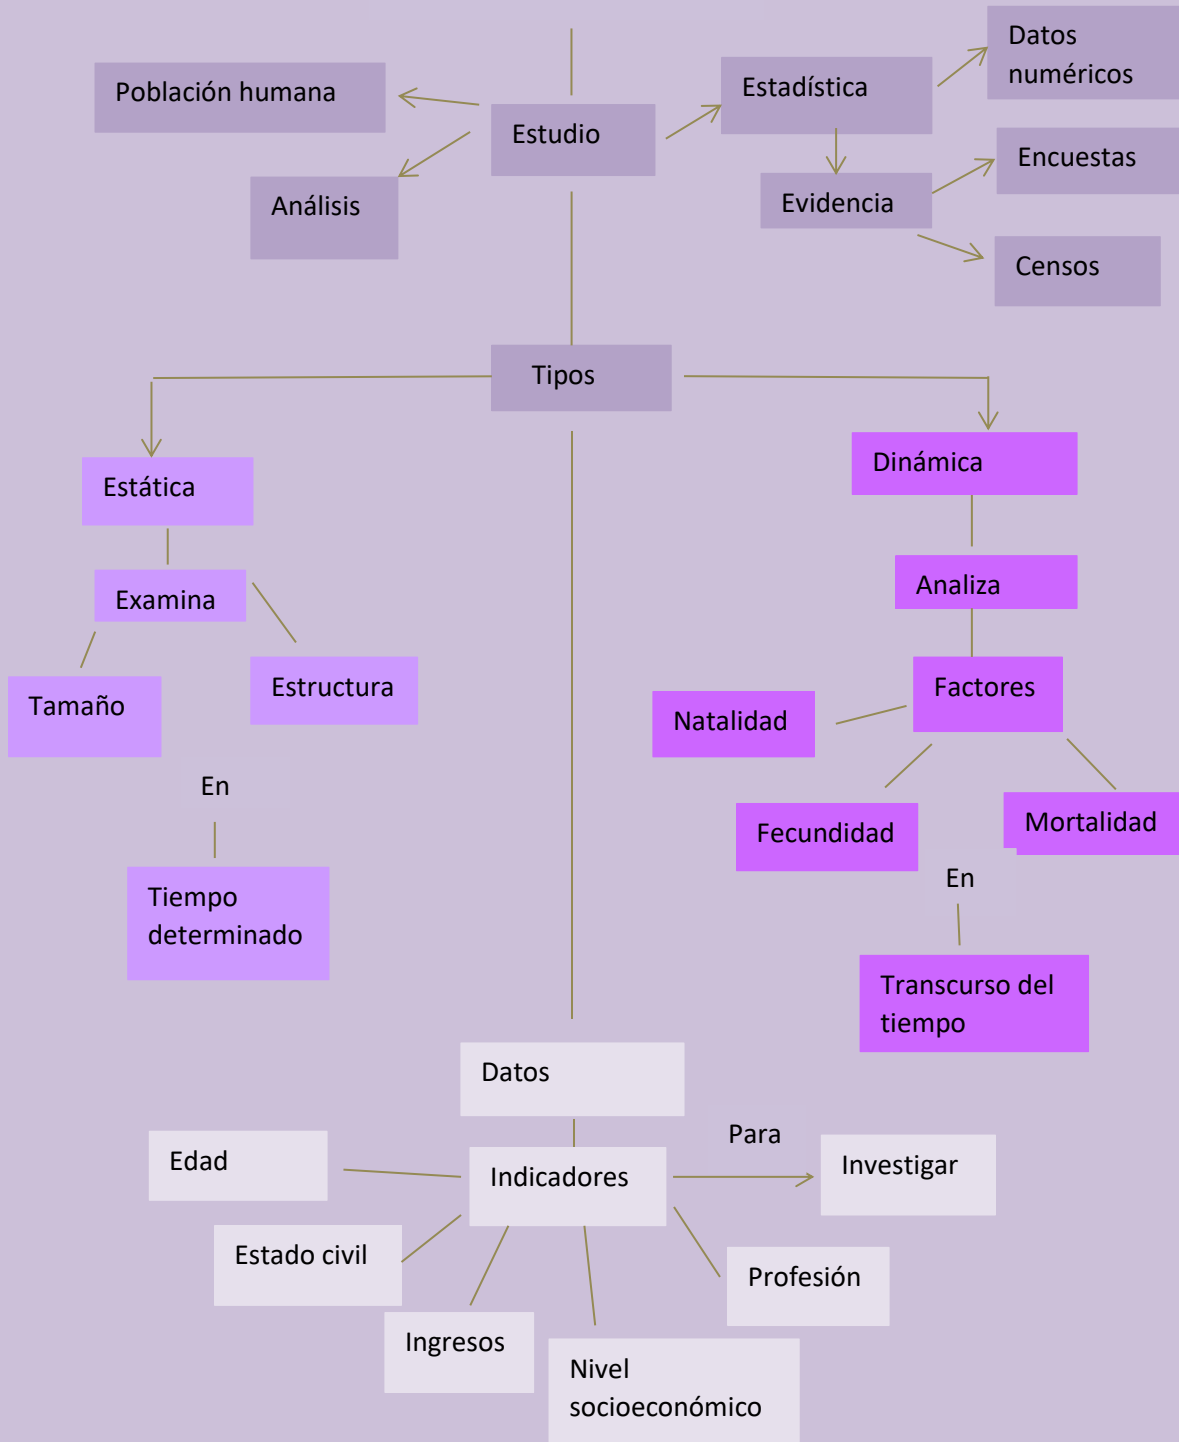 Datos
numéricos
Población humana
Estadística
Estudio
Encuestas
Análisis
Evidencia
Censos
Tipos
Estática
Dinámica
Examina
Analiza
Tamaño
Estructura
Factores
Natalidad
En
Fecundidad
Mortalidad
Tiempo
determinado
En
Transcurso del
tiempo
Datos
Edad
Indicadores
Para
Investigar
Estado civil
Profesión
Ingresos
Nivel
socioeconómico